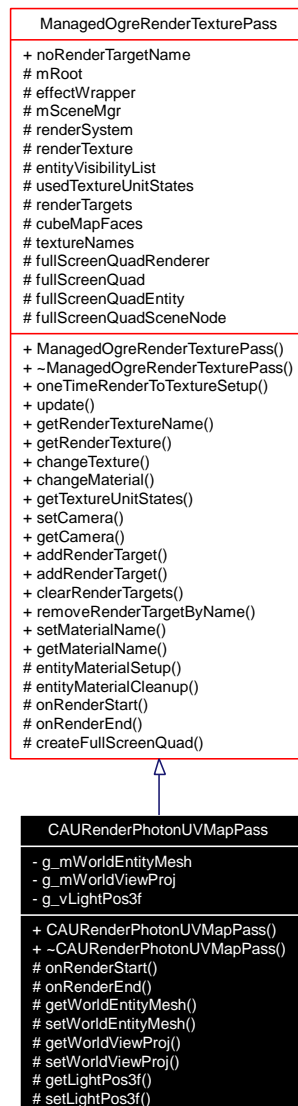 ManagedOgreRenderTexturePass
+ noRenderTargetName
# mRoot
# effectWrapper
# mSceneMgr
# renderSystem
# renderTexture
# entityVisibilityList
# usedTextureUnitStates
# renderTargets
# cubeMapFaces
# textureNames
# fullScreenQuadRenderer
# fullScreenQuad
# fullScreenQuadEntity
# fullScreenQuadSceneNode
+ ManagedOgreRenderTexturePass()
+ ~ManagedOgreRenderTexturePass()
+ oneTimeRenderToTextureSetup()
+ update()
+ getRenderTextureName()
+ getRenderTexture()
+ changeTexture()
+ changeMaterial()
+ getTextureUnitStates()
+ setCamera()
+ getCamera()
+ addRenderTarget()
+ addRenderTarget()
+ clearRenderTargets()
+ removeRenderTargetByName()
+ setMaterialName()
+ getMaterialName()
# entityMaterialSetup()
# entityMaterialCleanup()
# onRenderStart()
# onRenderEnd()
# createFullScreenQuad()
CAURenderPhotonUVMapPass
- g_mWorldEntityMesh
- g_mWorldViewProj
- g_vLightPos3f
+ CAURenderPhotonUVMapPass()
+ ~CAURenderPhotonUVMapPass()
# onRenderStart()
# onRenderEnd()
# getWorldEntityMesh()
# setWorldEntityMesh()
# getWorldViewProj()
# setWorldViewProj()
# getLightPos3f()
# setLightPos3f()